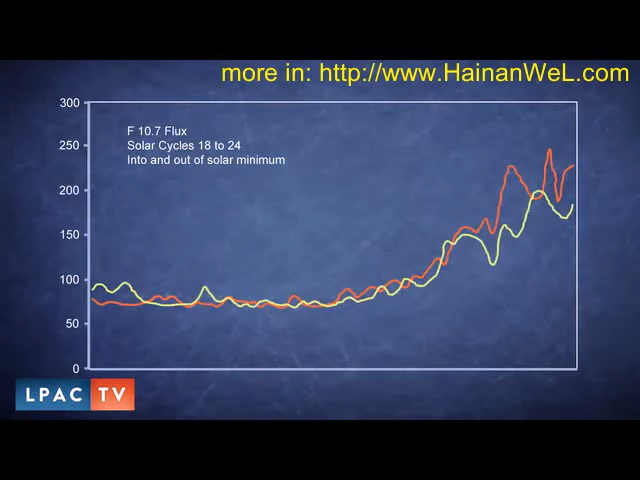 more in: http://www.HainanWeL.com
300
F 10.7 Flux
Solar Cycles 18 to 24
Into and out of solar minimum
250
200
150
100
50
0
LPAC TV